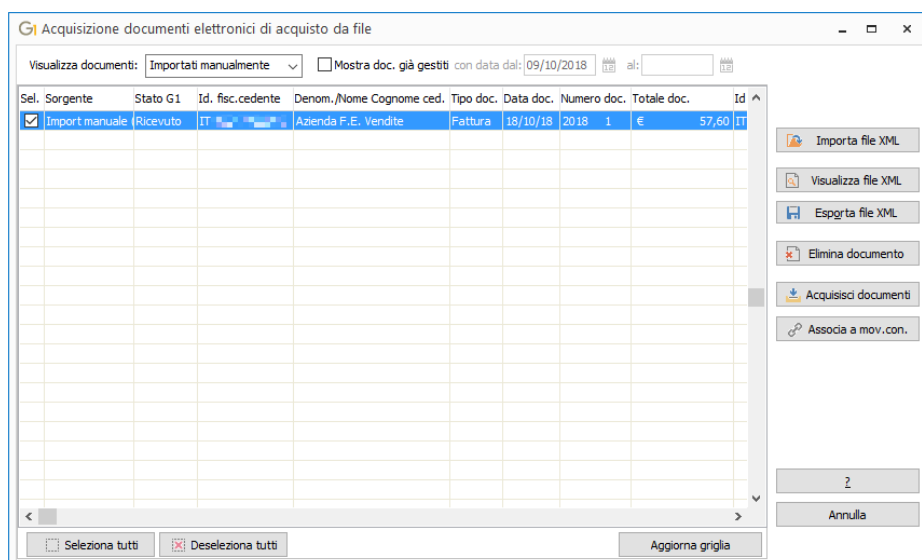 G1 Acquisizione documenti elettronici di acquisto da file
Visualizza documenti: Importati manualmente Mostra doc. già gestiti con data dal: 09/10/2018 al:
Sel. Sorgente Stato G1 Id. fisc.cedente Denom./Nome Cognome ced. Tipo doc. Data doc. Numero doc. Totale doc. Id
Import manuale ( Ricevuto IT Azienda F.E. Vendite Fattura 18/10/18 2018 1 € 57,60 IT
Importa file XML
Visualizza file XML
Esporta file XML
Elimina documento
Acquisisci documenti
Associa a mov.con.
?
Annulla
Seleziona tutti Deseleziona tutti Aggiorna griglia